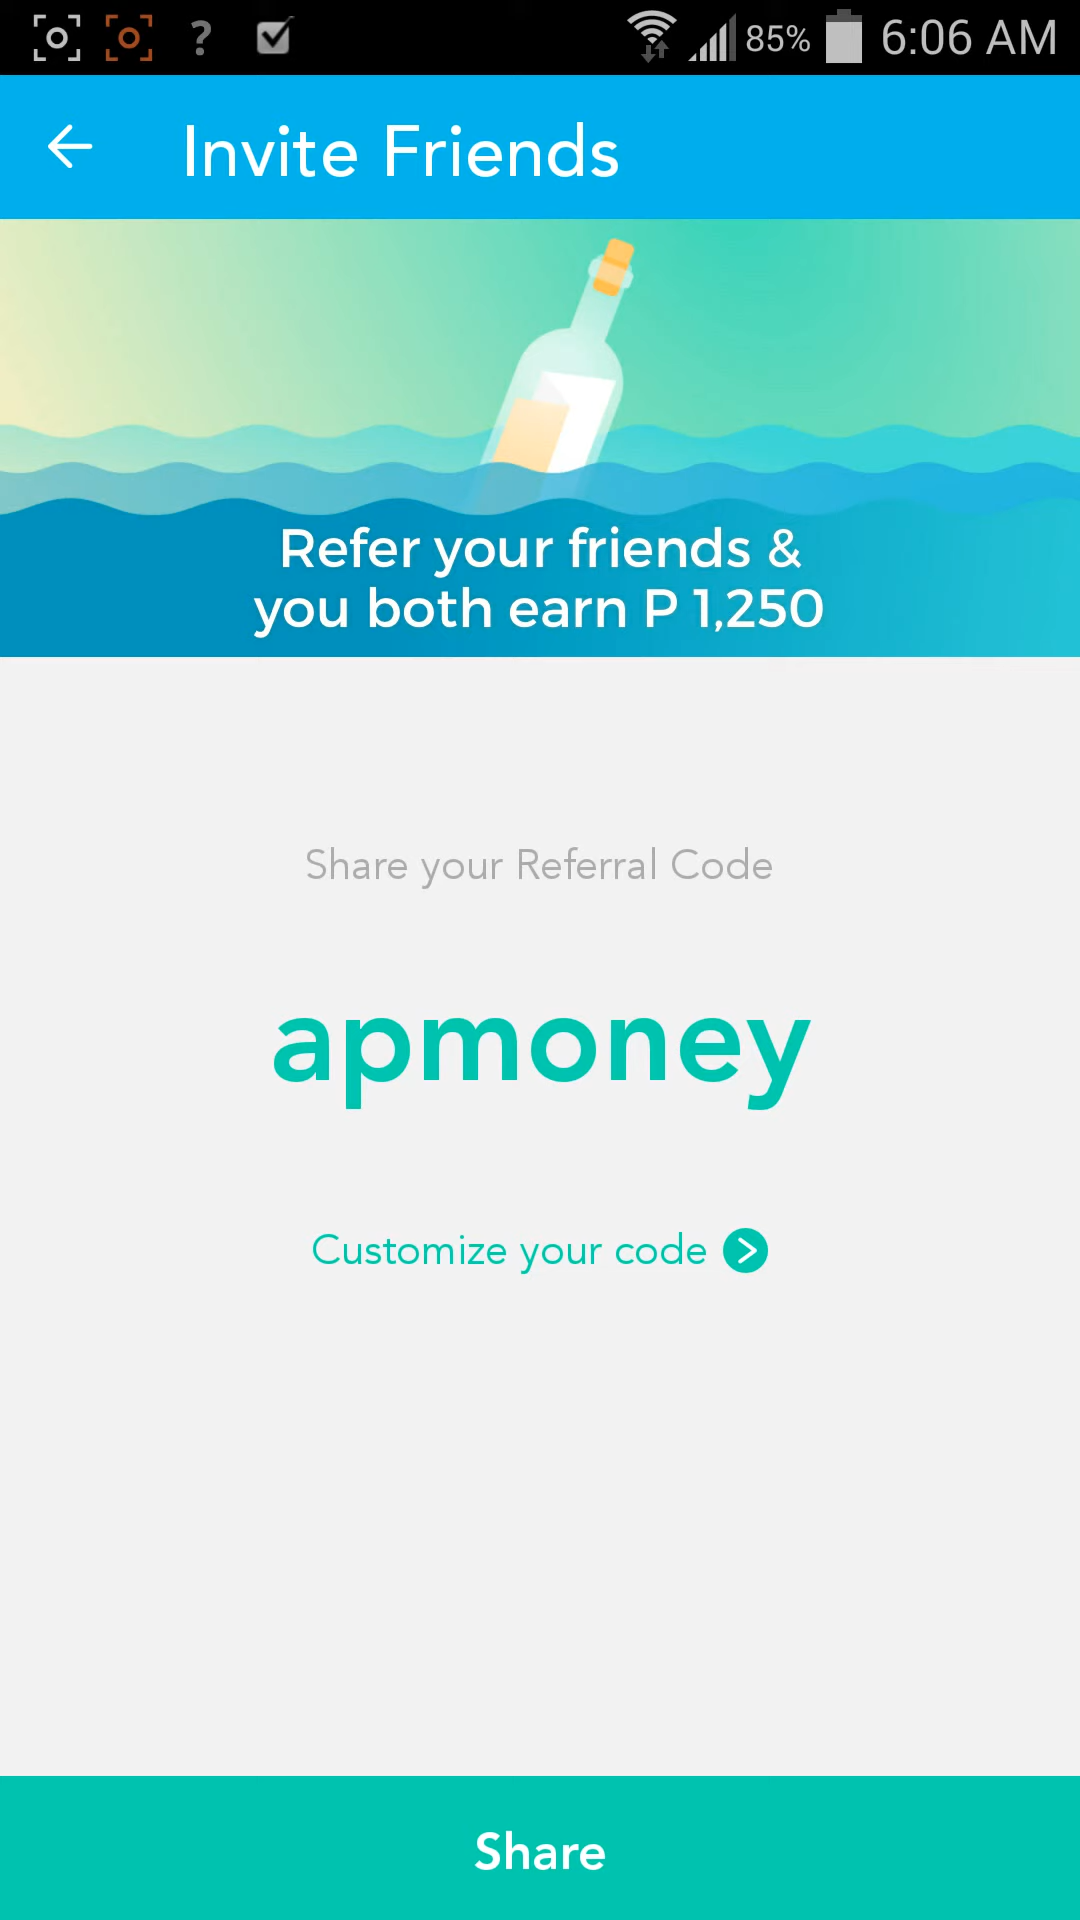 85% 6:06 AM
Invite Friends
Refer your friends &
you both earn P 1,250
Share your Referral Code
apmoney
Customize your code
Share